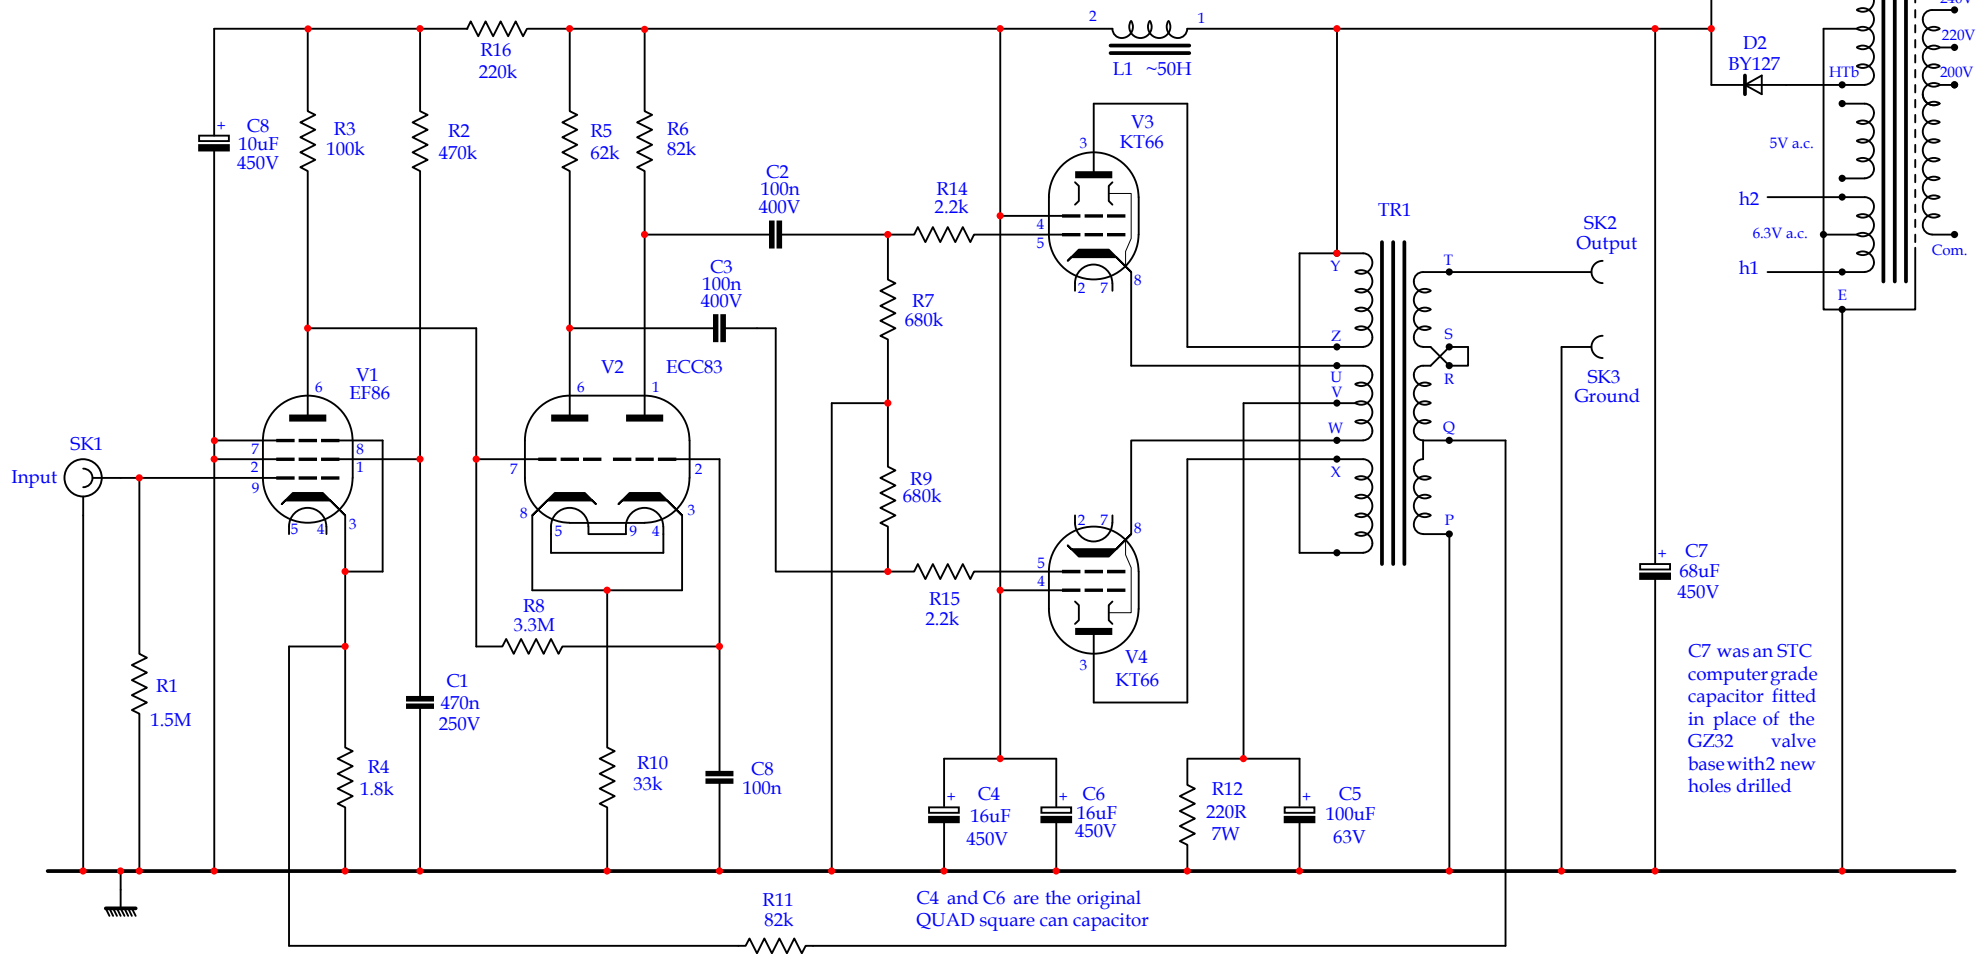 2
1
R16
220k
L1 ~50H
D2
BY127
HTb
220V
200V
C8
10uF
450V
+
R3
100k
R2
470k
R5
62k
R6
82k
V3
KT66
3
5V a.c.
C2
100n
400V
R14
2.2k
4
5
2 7
8
TR1
SK2
Output
h2
6.3V a.c.
h1
Com.
E
C3
100n
400V
R7
680k
Y
T
Z
S
U
V
R
W
Q
X
P
SK3
Ground
V1
EF86
6
V2
ECC83
6
1
SK1
Input
7
2
9
8
1
5 4
3
7
2
8
5
9 4
3
R9
680k
2 7
8
5
4
3
V4
KT66
R15
2.2k
R8
3.3M
+
C7
68uF
450V
R1
1.5M
C1
470n
250V
C7 was an STC
computer grade
capacitor fitted
in place of the
GZ32 valve
base with 2 new
holes drilled
R4
1.8k
R10
33k
C8
100n
+
C4
16uF
450V
+
C6
16uF
450V
R12
220R
7W
+
C5
100uF
63V
R11
82k
C4 and C6 are the original
QUAD square can capacitor